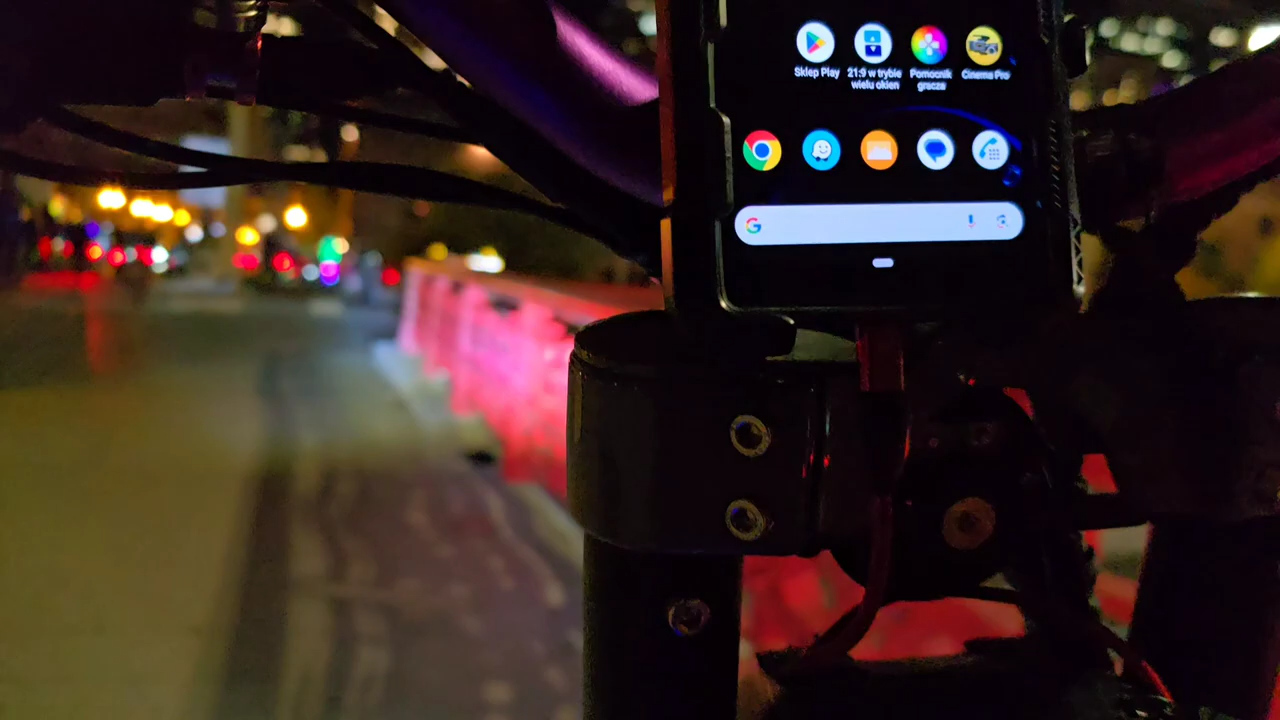 Sklep Play
21:9 w trybie
wielu okien
Pomocnik
gracza
Cinema Pro